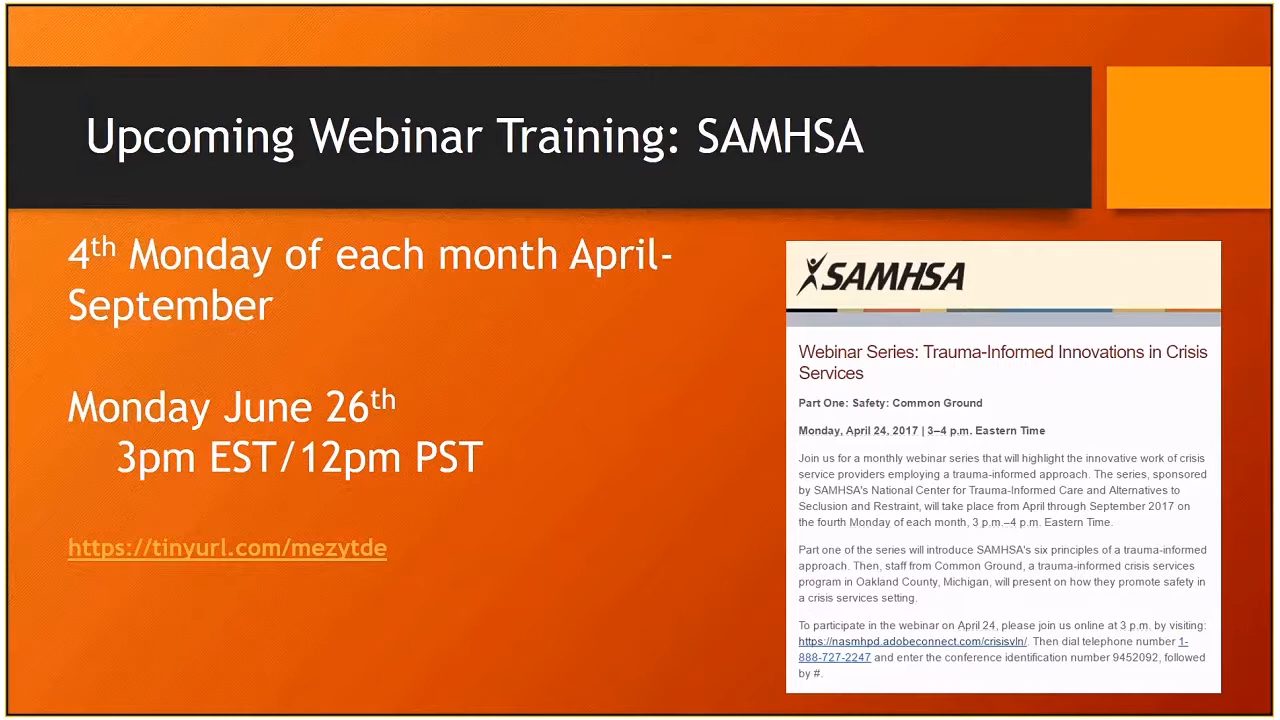 Upcoming Webinar Training: SAMHSA
4th Monday of each month April-
September
Monday June 26th
3pm EST/12pm PST
https://tinyurl.com/mezytde
SAMHSA
Webinar Series: Trauma-Informed Innovations in Crisis
Services
Part One: Safety: Common Ground
Monday, April 24, 2017 | 3–4 p.m. Eastern Time
Join us for a monthly webinar series that will highlight the innovative work of crisis
service providers employing a trauma-informed approach. The series, sponsored
by SAMHSA's National Center for Trauma-Informed Care and Alternatives to
Seclusion and Restraint, will take place from April through September 2017 on
the fourth Monday of each month, 3 p.m.–4 p.m. Eastern Time.
Part one of the series will introduce SAMHSA's six principles of a trauma-informed
approach. Then, staff from Common Ground, a trauma-informed crisis services
program in Oakland County, Michigan, will present on how they promote safety in
a crisis services setting.
To participate in the webinar on April 24, please join us online at 3 p.m. by visiting:
https://nasmhpd.adobeconnect.com/crisisvln/. Then dial telephone number 1-
888-727-2247 and enter the conference identification number 9452092, followed
by #.